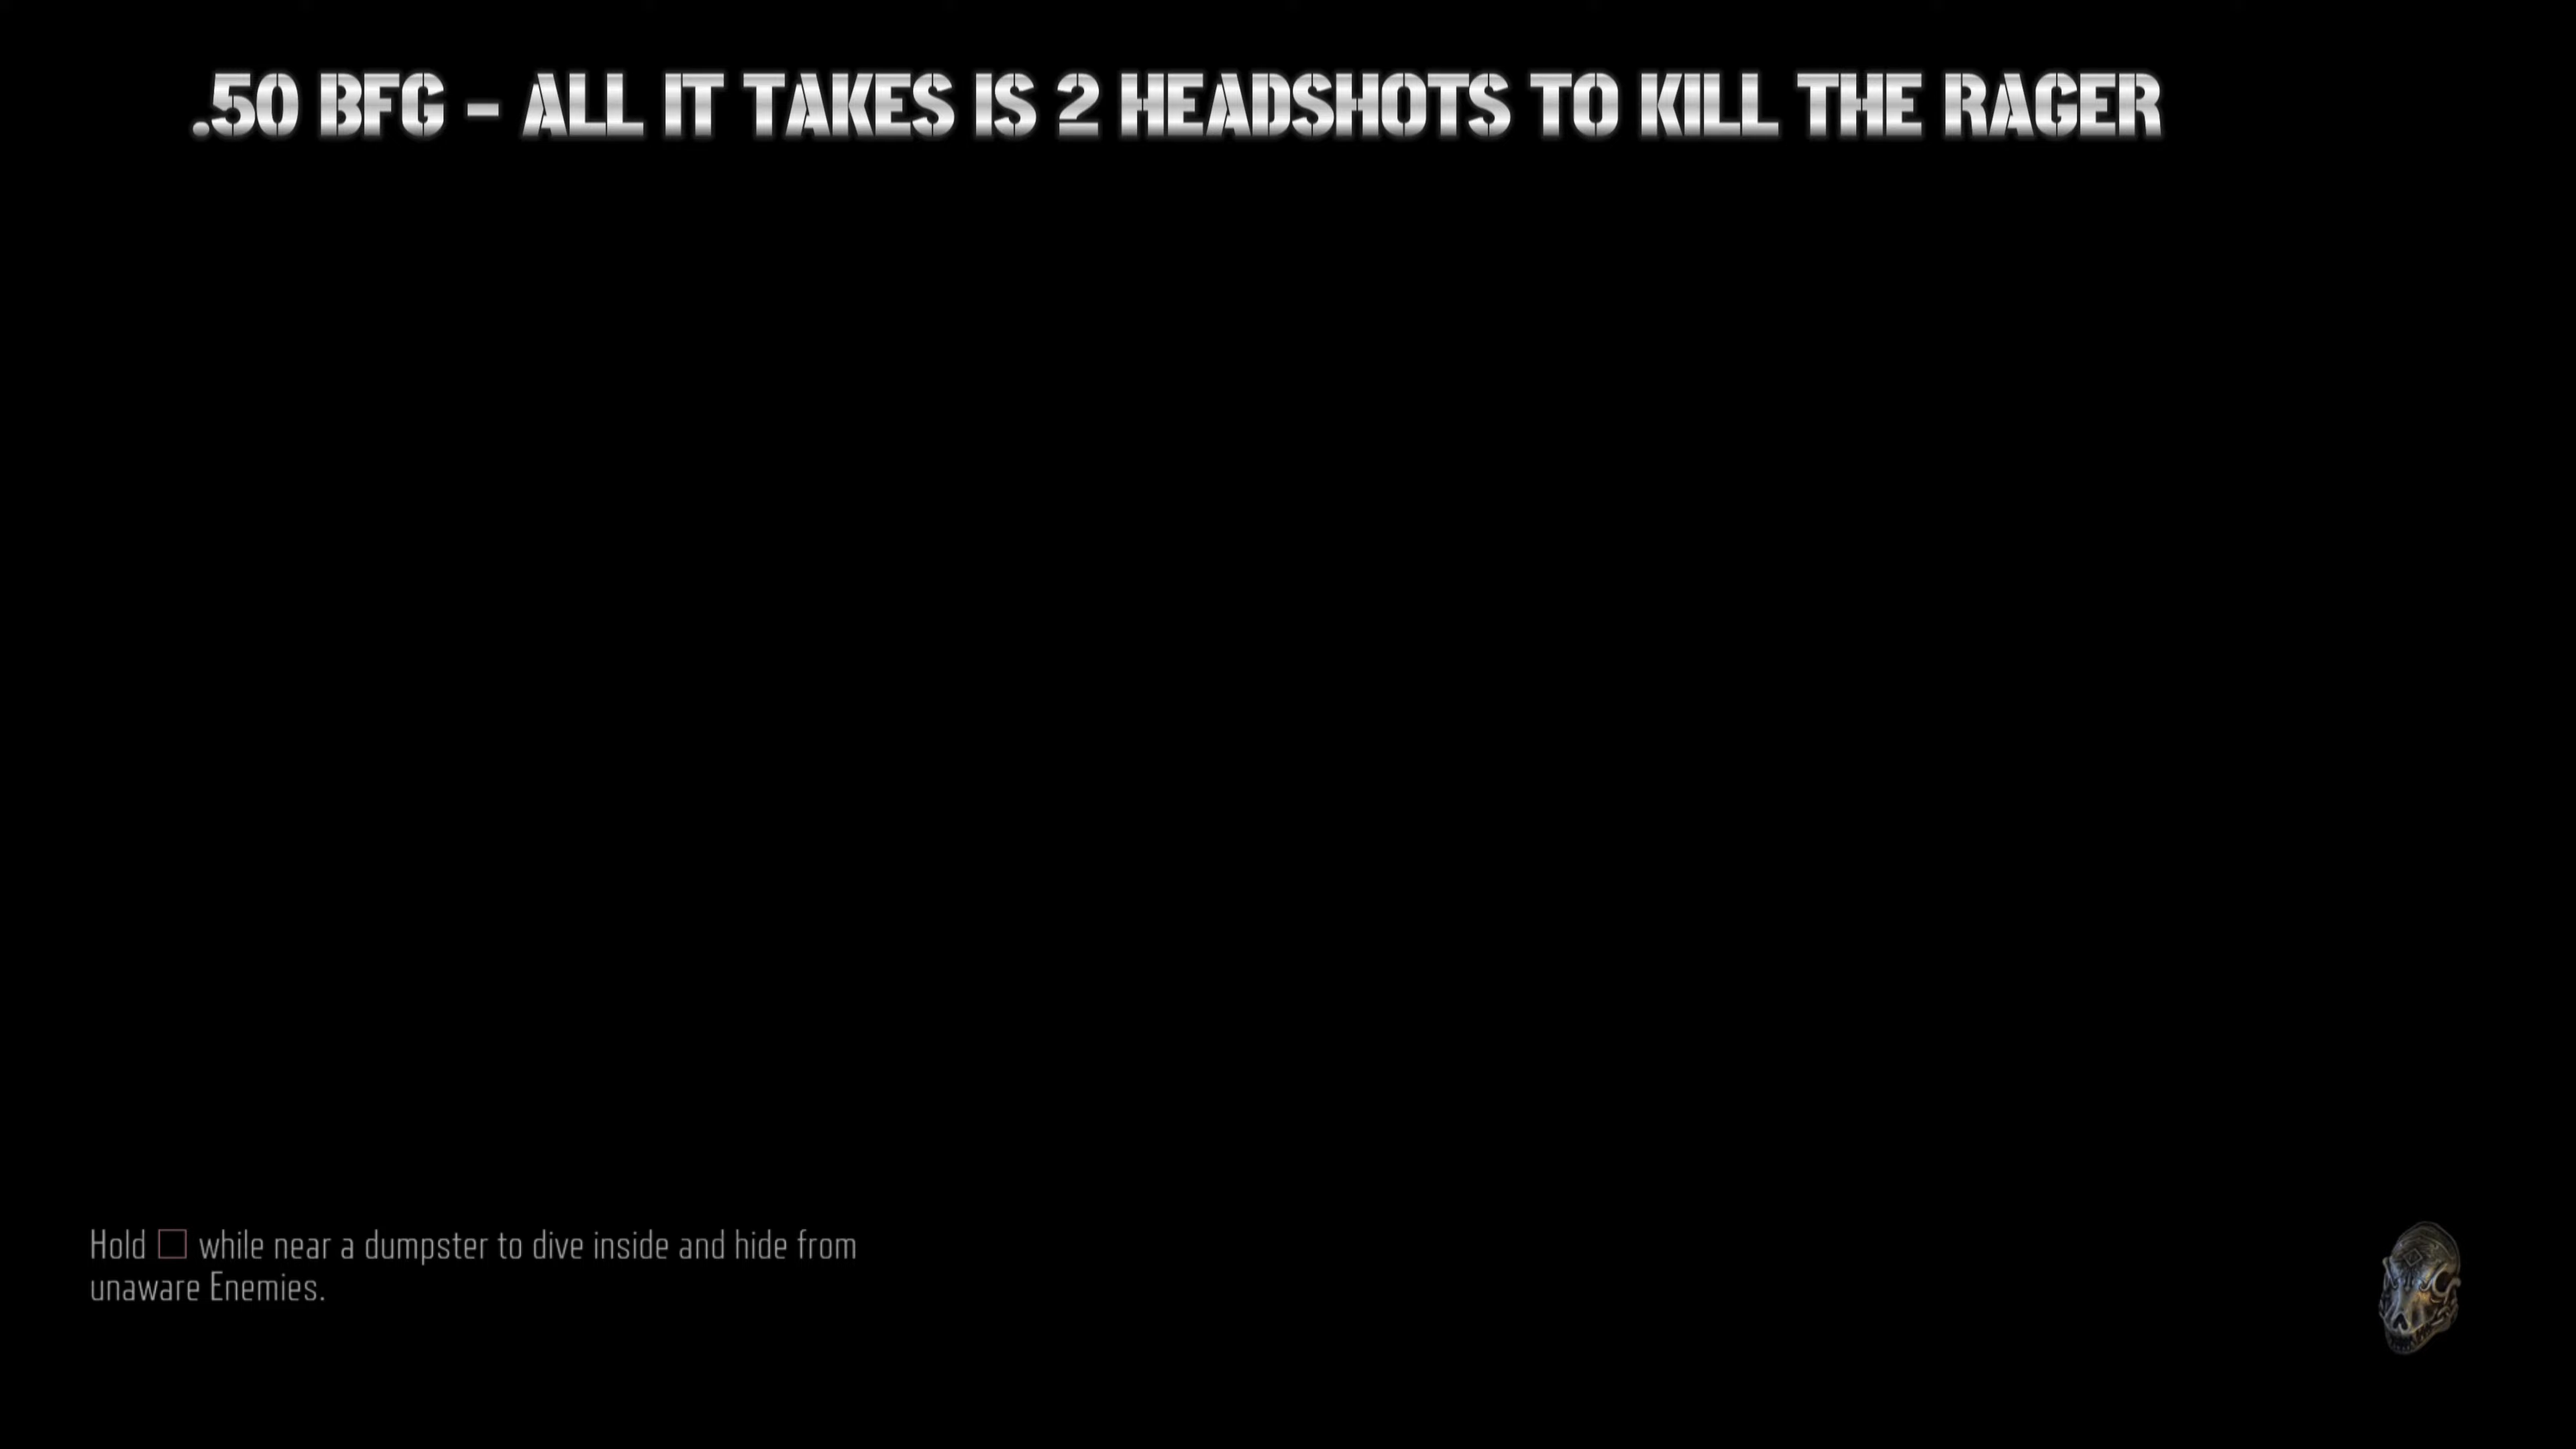 .50 BFG - ALL IT TAKES IS 2 HEADSHOTS TO KILL THE RAGER
Hold □ while near a dumpster to dive inside and hide from
unaware Enemies.